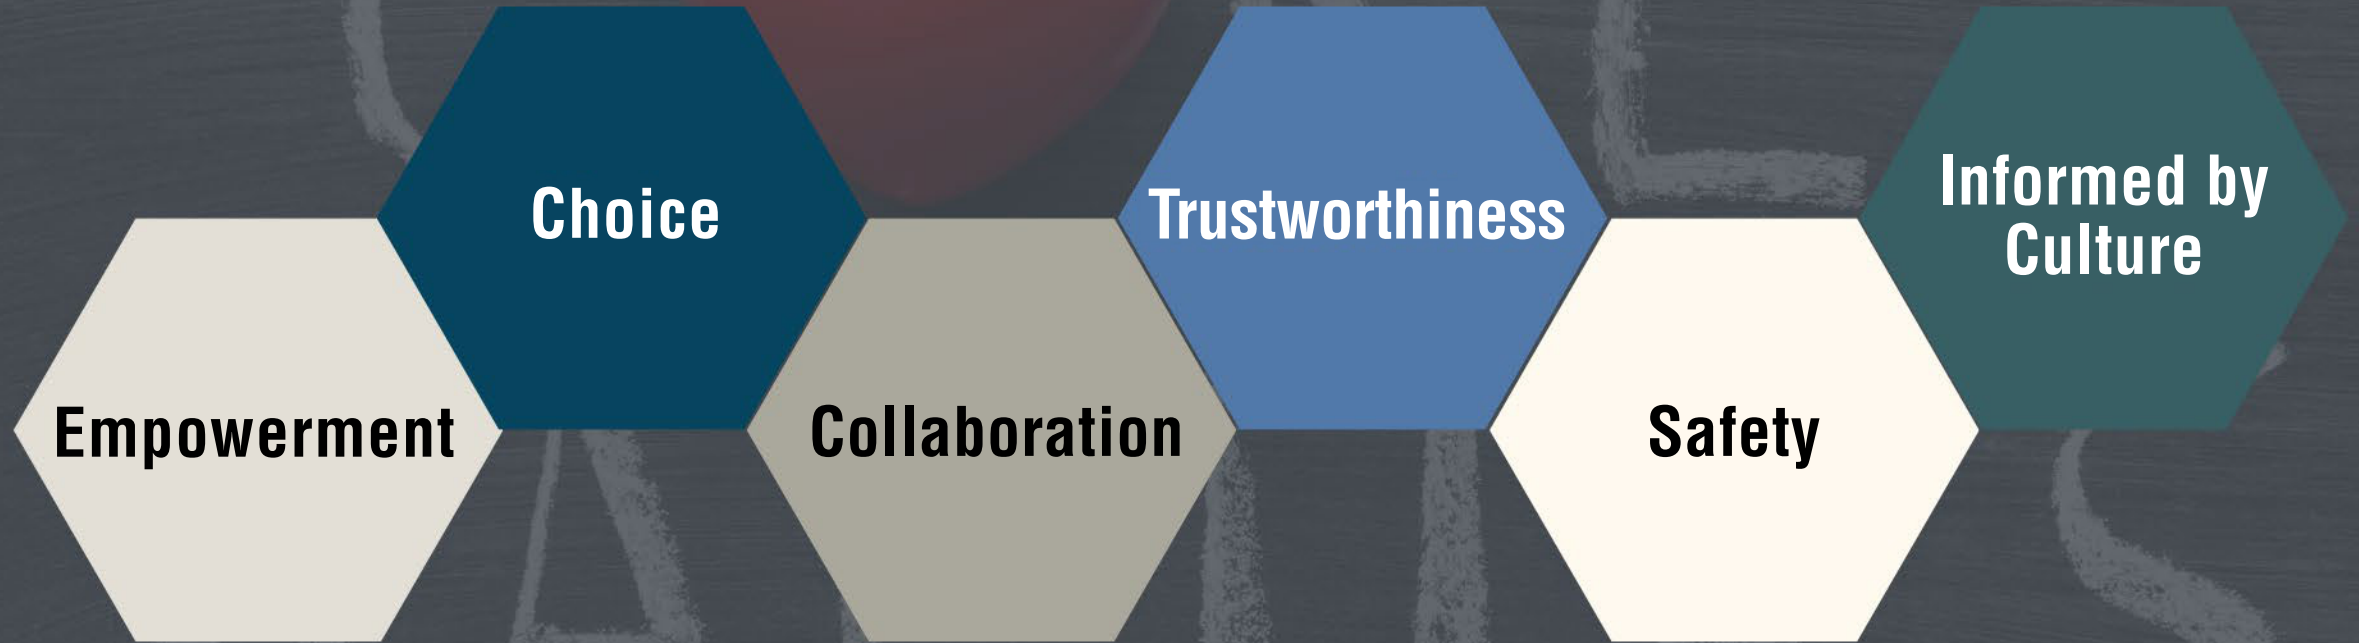 Empowerment
Choice
Collaboration
Trustworthiness
Safety
Informed by
Culture